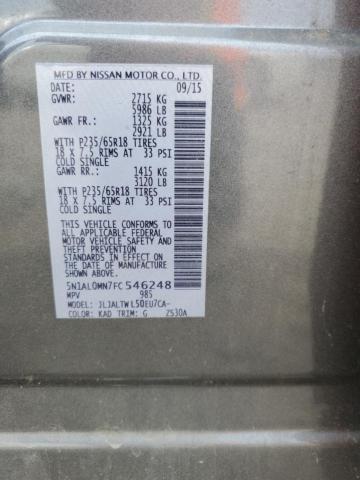 MFD BY NISSAN MOTOR CO., LTD.
DATE: 09/15
GVWR: 2715 KG
5986 LB
GAWR FR.: 1325 KG
2921 LB
WITH P235/65R18 TIRES
18 X 7.5 RIMS AT 33 PSI
COLD SINGLE
GAWR RR.: 1415 KG
3120 LB
WITH P235/65R18 TIRES
18 X 7.5 RIMS AT 33 PSI
COLD SINGLE
THIS VEHICLE CONFORMS TO
ALL APPLICABLE FEDERAL
MOTOR VEHICLE SAFETY
STANDARDS IN EFFECT ON THE
DATE OF MANUFACTURE SHOWN
ABOVE.
5N1AL0MN7FC546248
MPV 985
MODEL: JLJALTWL50EU7CA-
COLOR: KAD TRIM: G ZS30A